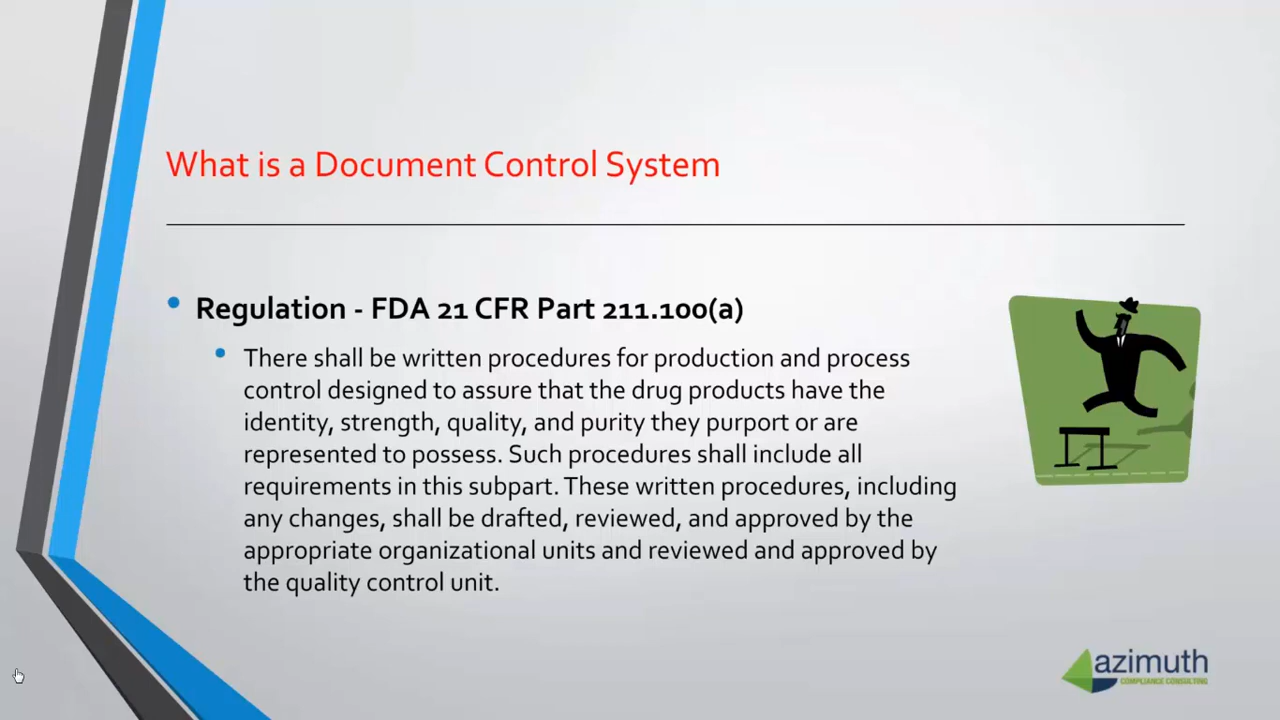 What is a Document Control System
Regulation - FDA 21 CFR Part 211.100(a)
There shall be written procedures for production and process
control designed to assure that the drug products have the
identity, strength, quality, and purity they purport or are
represented to possess. Such procedures shall include all
requirements in this subpart. These written procedures, including
any changes, shall be drafted, reviewed, and approved by the
appropriate organizational units and reviewed and approved by
the quality control unit.
azimuth
COMPLIANCE CONSULTING